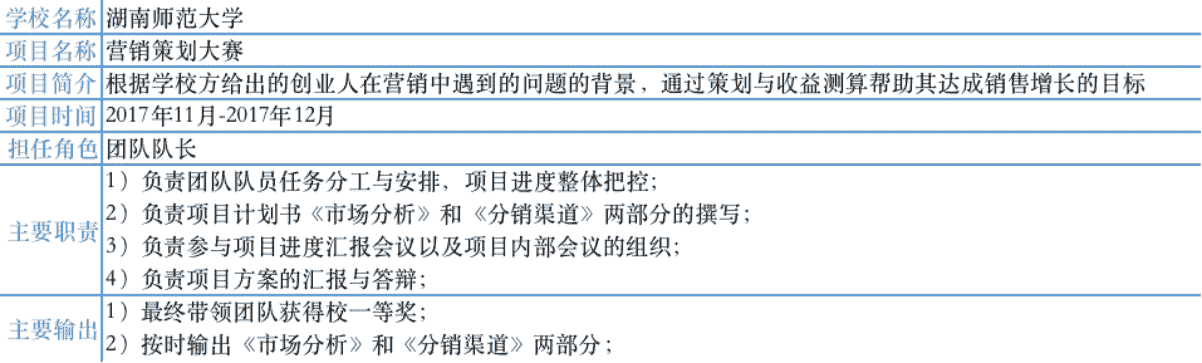 学校名称 湖南师范大学
项目名称 营销策划大赛
项目简介 根据学校方给出的创业人在营销中遇到的问题的背景，通过策划与收益测算帮助其达成销售增长的目标
项目时间 2017年11月-2017年12月
担任角色 团队队长
主要职责
1）负责团队队员任务分工与安排，项目进度整体把控；
2）负责项目计划书《市场分析》和《分销渠道》两部分的撰写；
3）负责参与项目进度汇报会议以及项目内部会议的组织；
4）负责项目方案的汇报与答辩；
主要输出
1）最终带领团队获得校一等奖；
2）按时输出《市场分析》和《分销渠道》两部分；